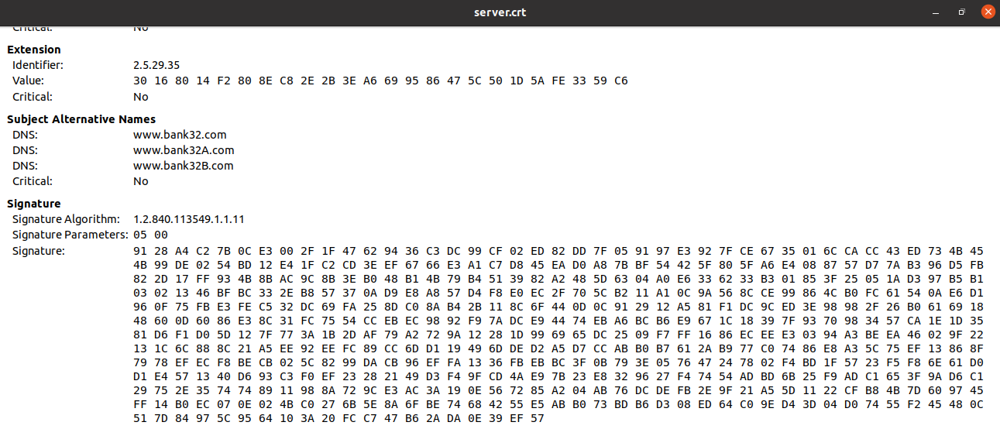 server.crt
Critical: No
Extension
Identifier: 2.5.29.35
Value: 30 16 80 14 F2 80 8E C8 2E 2B 3E A6 69 95 86 47 5C 50 1D 5A FE 33 59 C6
Critical: No
Subject Alternative Names
DNS: www.bank32.com
DNS: www.bank32A.com
DNS: www.bank32B.com
Critical: No
Signature
Signature Algorithm: 1.2.840.113549.1.1.11
Signature Parameters: 05 00
Signature: 91 28 A4 C2 7B 0C E3 00 2F 1F 47 62 94 36 C3 DC 99 CF 02 ED 82 DD 7F 05 91 97 E3 92 7F CE 67 35 01 6C CA CC 43 ED 73 4B 45
4B 99 DE 02 54 BD 12 E4 1F C2 CD 3E EF 67 66 E3 A1 C7 D8 45 EA D0 A8 7B BF 54 42 5F 80 5F A6 E4 08 87 57 D7 7A B3 96 D5 FB
82 2D 17 FF 93 4B 8B AC 9C 8B 3E B0 48 B1 4B 79 B4 51 39 82 A2 48 5D 63 04 A0 E6 33 62 33 B3 01 85 3F 25 05 1A D3 97 B5 B1
03 02 13 46 BF BC 33 2E B8 57 37 0A D9 E8 A8 57 D4 F8 E0 EC 2F 70 5C B2 11 A1 0C 9A 56 8C CE 99 86 4C B0 FC 61 54 0A E6 D1
96 0F 75 FB E3 FE C5 32 DC 69 FA 25 8D C0 8A B4 2B 11 8C 6F 44 0D 0C 91 29 12 A5 81 F1 DC 9C ED 3E 98 98 2F 26 B0 61 69 18
48 60 0D 60 86 E3 8C 31 FC 75 54 CC EB EC 98 92 F9 7A DC E9 44 74 EB A6 BC B6 E9 67 1C 18 39 7F 93 70 98 34 57 CA 1E 1D 35
81 D6 F1 D0 5D 12 7F 77 3A 1B 2D AF 79 A2 72 9A 12 28 1D 99 69 65 DC 25 09 F7 FF 16 86 EC EE E3 03 94 A3 BE EA 46 02 9F 22
13 1C 6C 88 8C 21 A5 EE 92 EE FC 89 CC 6D D1 19 49 6D DE D2 A5 D7 CC AB B0 B7 61 2A B9 77 C0 74 86 E8 A3 5C 75 EF 13 86 8F
79 78 EF EC F8 BE CB 02 5C 82 99 DA CB 96 EF FA 13 36 FB EB BC 3F 0B 79 3E 05 76 47 24 78 02 F4 BD 1F 57 23 F5 F8 6E 61 D0
D1 E4 57 13 40 D6 93 C3 F0 EF 23 28 21 49 D3 F4 9F CD 4A E9 7B 23 E8 32 96 27 F4 74 54 AD BD 6B 25 F9 AD C1 65 3F 9A D6 C1
29 75 2E 35 74 74 89 11 98 8A 72 9C E3 AC 3A 19 0E 56 72 85 A2 04 AB 76 DC DE FB 2E 9F 21 A5 5D 11 22 CF B8 4B 7D 60 97 45
FF 14 B0 EC 07 0E 02 4B C0 27 6B 5E 8A 6F BE 74 68 42 55 E5 AB B0 73 BD B6 D3 08 ED 64 C0 9E D4 3D 04 D0 74 55 F2 45 48 0C
51 7D 84 97 5C 95 64 10 3A 20 FC C7 47 B6 2A DA 0E 39 EF 57